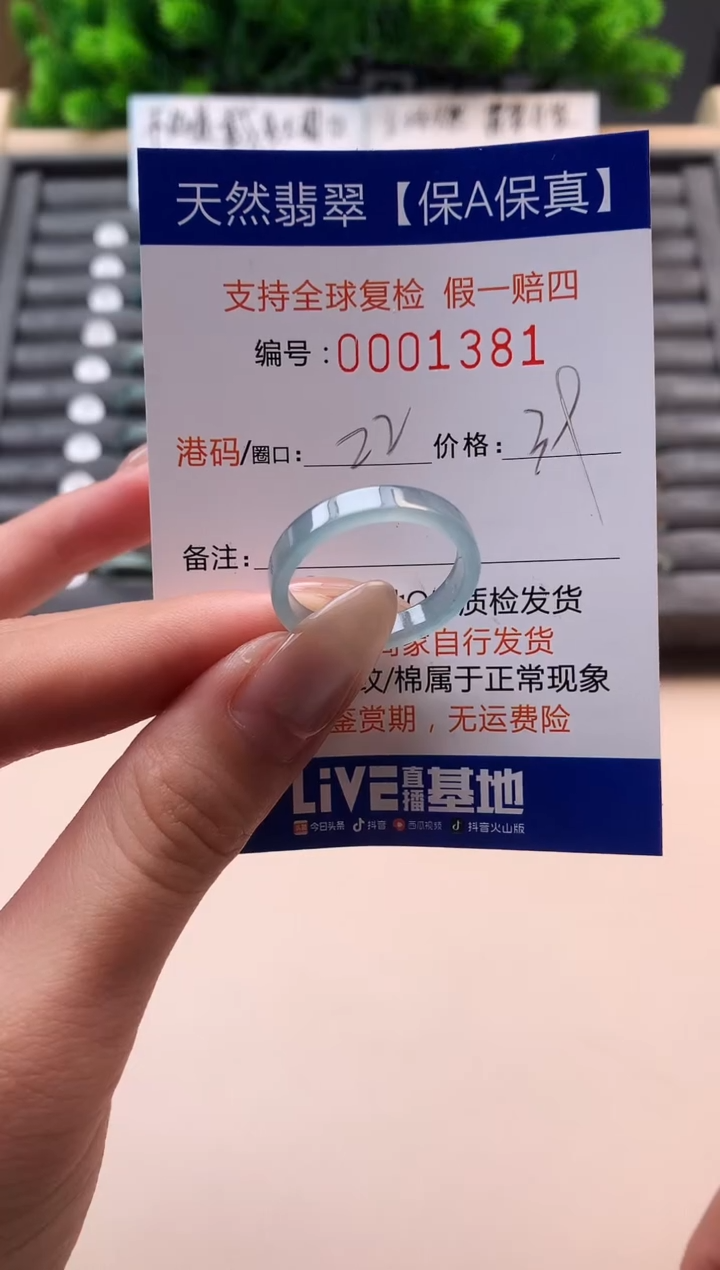 天然翡翠【保A保真】
支持全球复检 假一赔四
编号：0001381
港码/圈口：22 价格：
备注：
质检发货
家自行发货
纹/棉属于正常现象
鉴赏期，无运费险
LiVE直播基地
今日头条 抖音 西瓜视频 抖音火山版